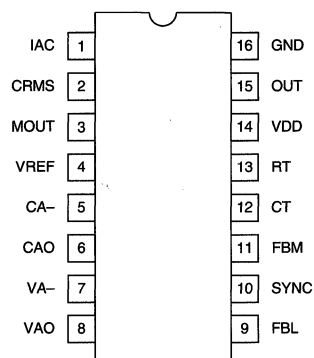 IAC 1 16 GND
CRMS 2 15 OUT
MOUT 3 14 VDD
VREF 4 13 RT
CA– 5 12 CT
CAO 6 11 FBM
VA– 7 10 SYNC
VAO 8 9 FBL